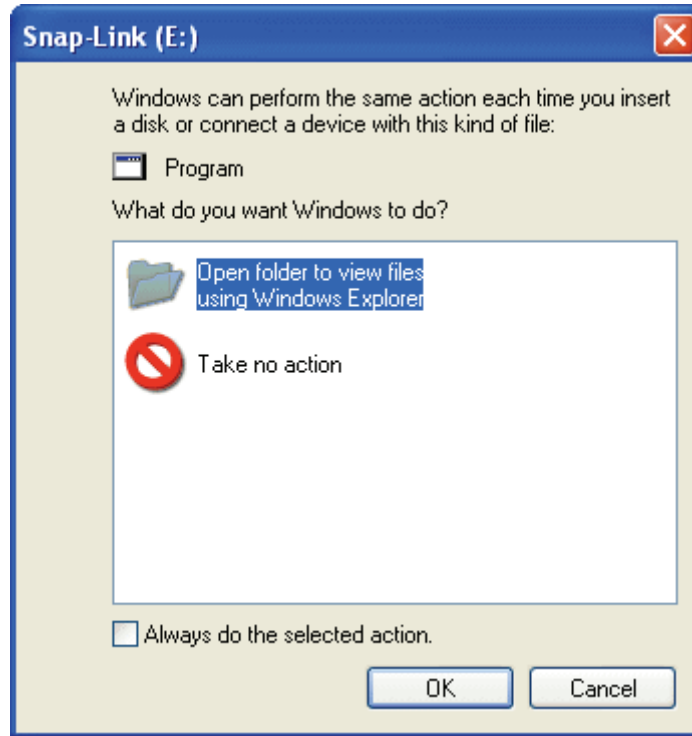 Snap-Link (E:)
Windows can perform the same action each time you insert
a disk or connect a device with this kind of file:
Program
What do you want Windows to do?
Open folder to view files
using Windows Explorer
Take no action
Always do the selected action.
OK
Cancel